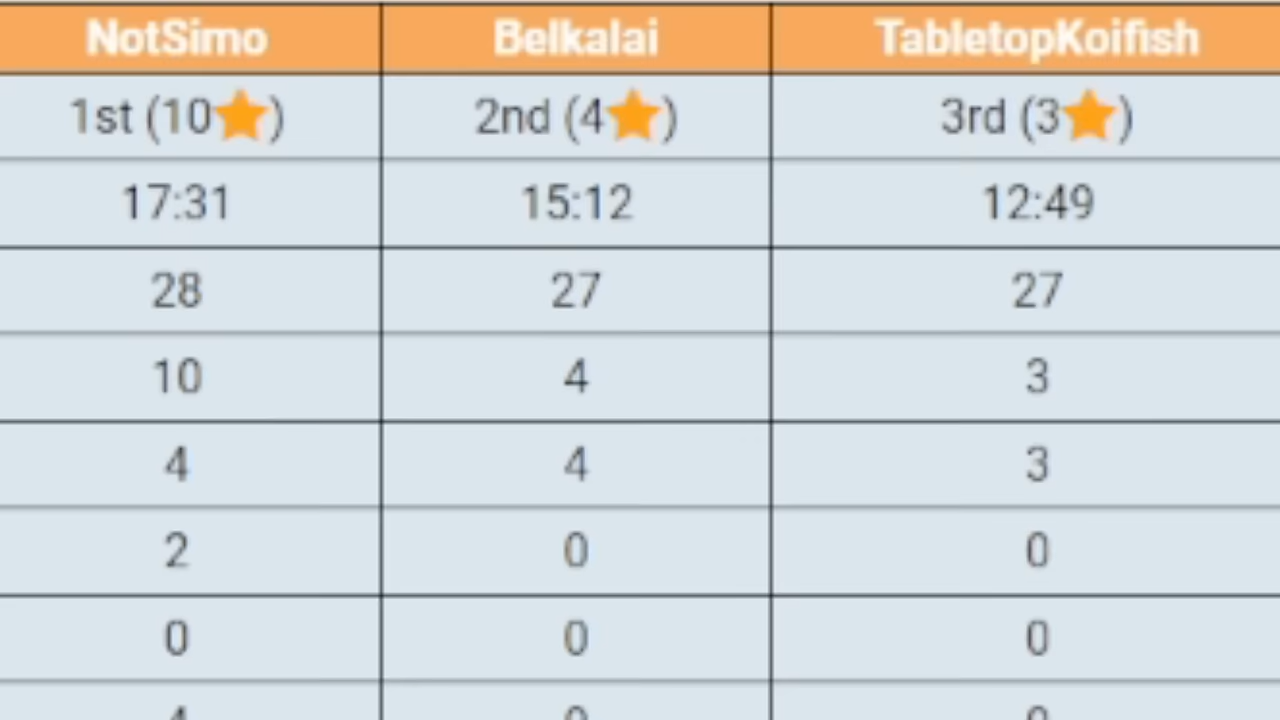 NotSimo Belkalai TabletopKoifish
1st (10⭐) 2nd (4⭐) 3rd (3⭐)
17:31 15:12 12:49
28 27 27
10 4 3
4 4 3
2 0 0
0 0 0